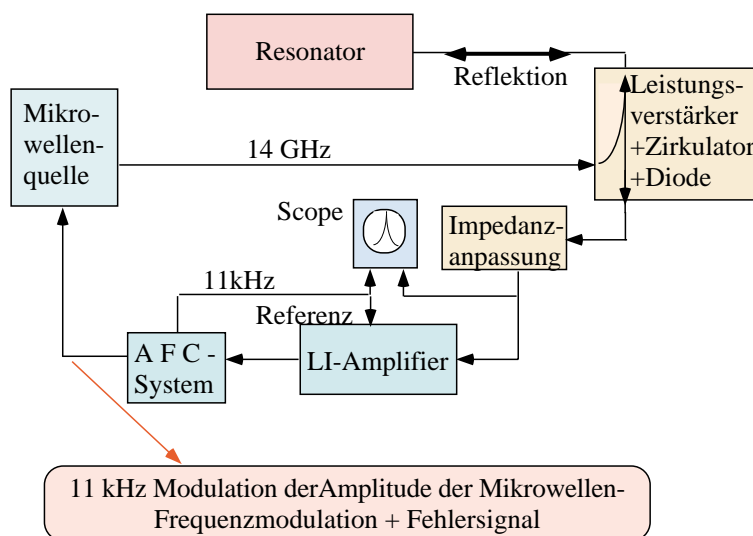 Resonator
Reflektion
Leistungs-
verstärker
+Zirkulator
+Diode
Mikro-
wellen-
quelle
14 GHz
Scope
Impedanz-
anpassung
11kHz
Referenz
A F C -
System
LI-Amplifier
11 kHz Modulation derAmplitude der Mikrowellen-
Frequenzmodulation + Fehlersignal